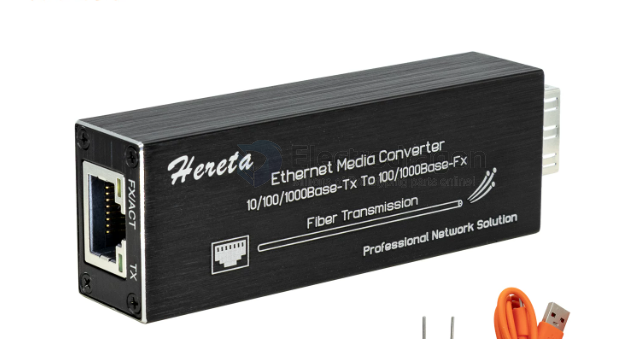 Hereta
Ethernet Media Converter
10/100/1000Base-Tx To 100/1000Base-Fx
Fiber Transmission
Professional Network Solution
FX/ACT
TX